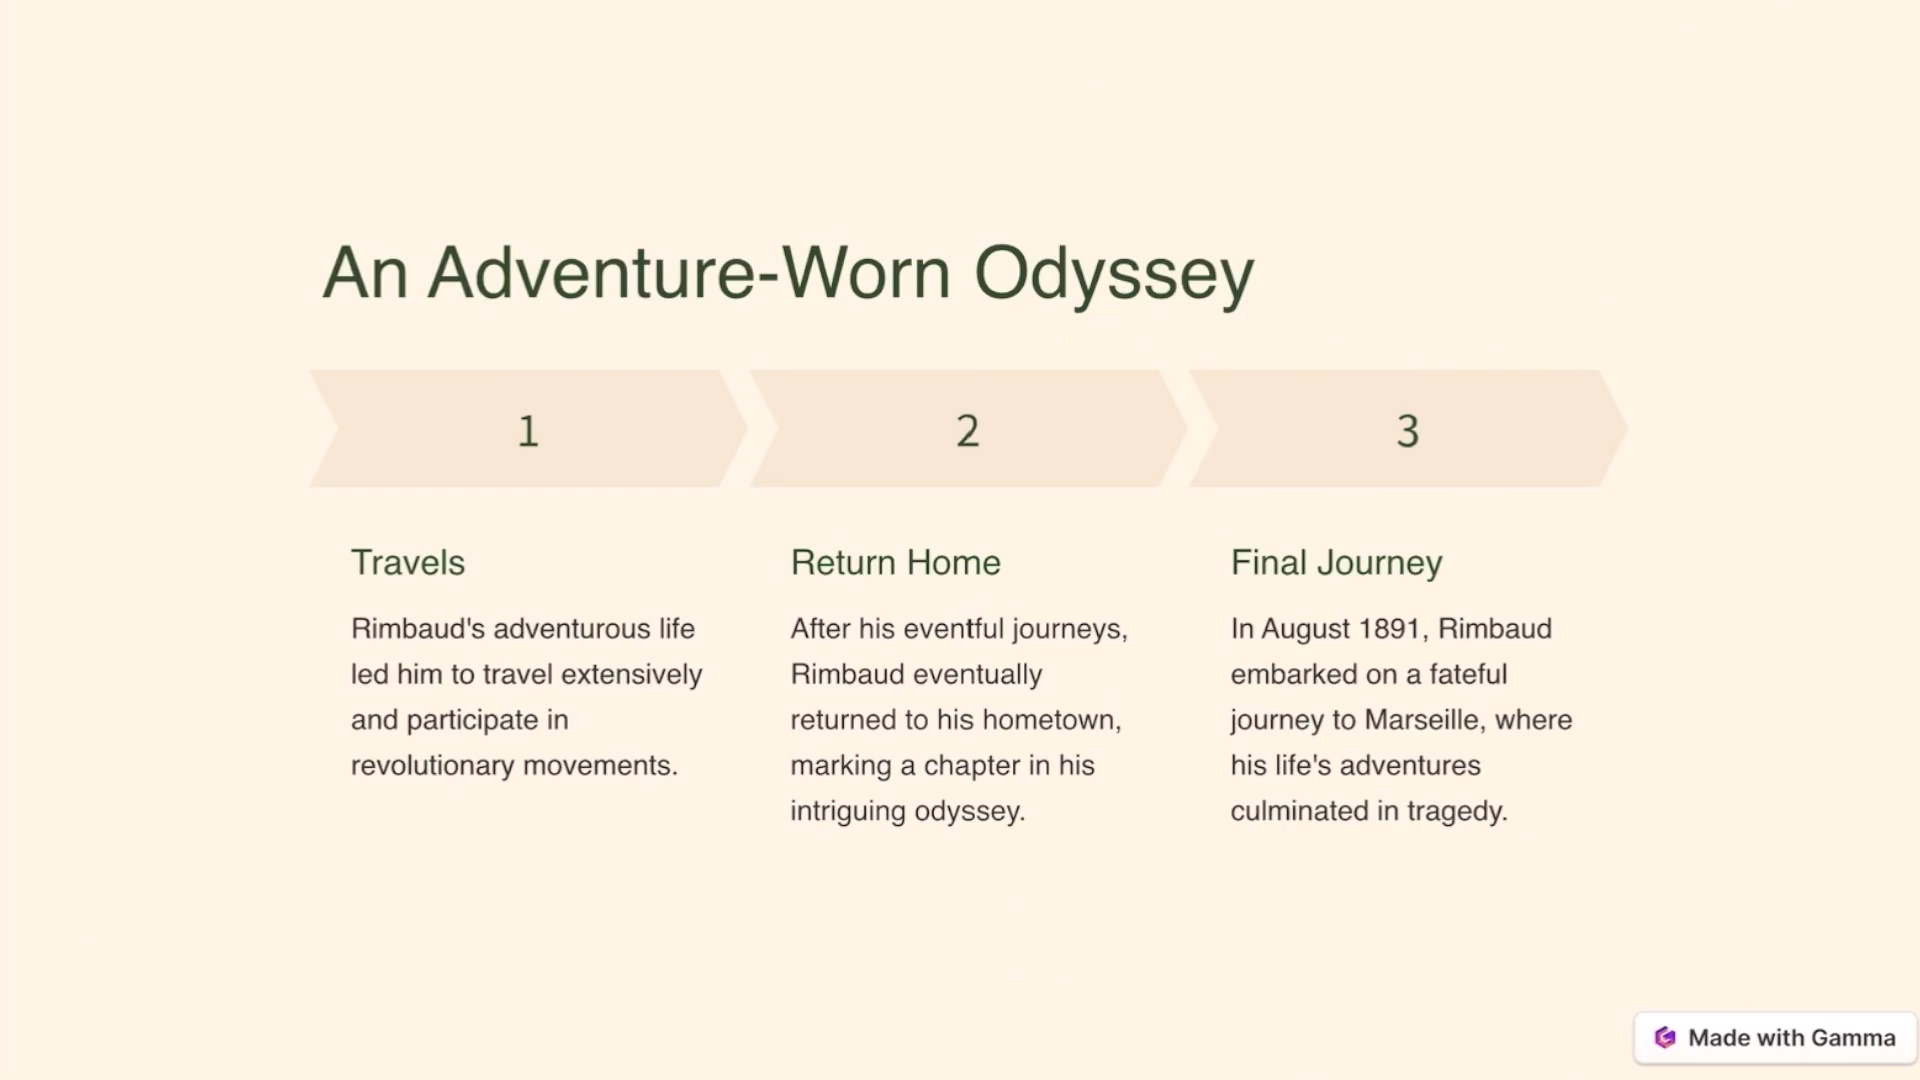 An Adventure-Worn Odyssey
1
2
3
Travels
Rimbaud's adventurous life
led him to travel extensively
and participate in
revolutionary movements.
Return Home
After his eventful journeys,
Rimbaud eventually
returned to his hometown,
marking a chapter in his
intriguing odyssey.
Final Journey
In August 1891, Rimbaud
embarked on a fateful
journey to Marseille, where
his life's adventures
culminated in tragedy.
Made with Gamma